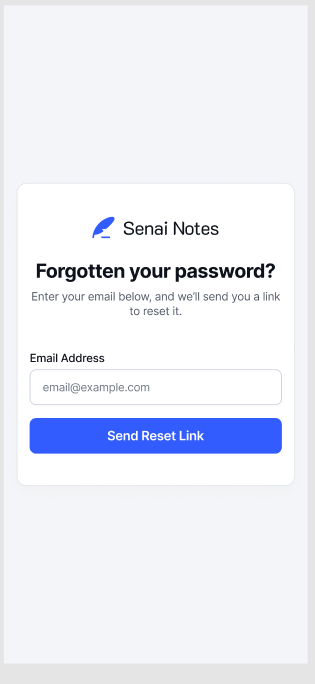 Senai Notes
Forgotten your password?
Enter your email below, and we’ll send you a link
to reset it.
Email Address
email@example.com
Send Reset Link